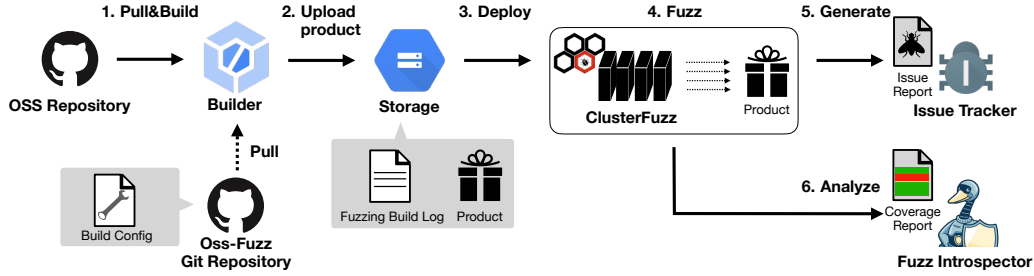 1. Pull&Build
2. Upload
product
3. Deploy
4. Fuzz
5. Generate
OSS Repository
Builder
Storage
ClusterFuzz
Product
Issue
Report
Issue Tracker
Pull
Build Config
Oss-Fuzz
Git Repository
Fuzzing Build Log
Product
6. Analyze
Coverage
Report
Fuzz Introspector